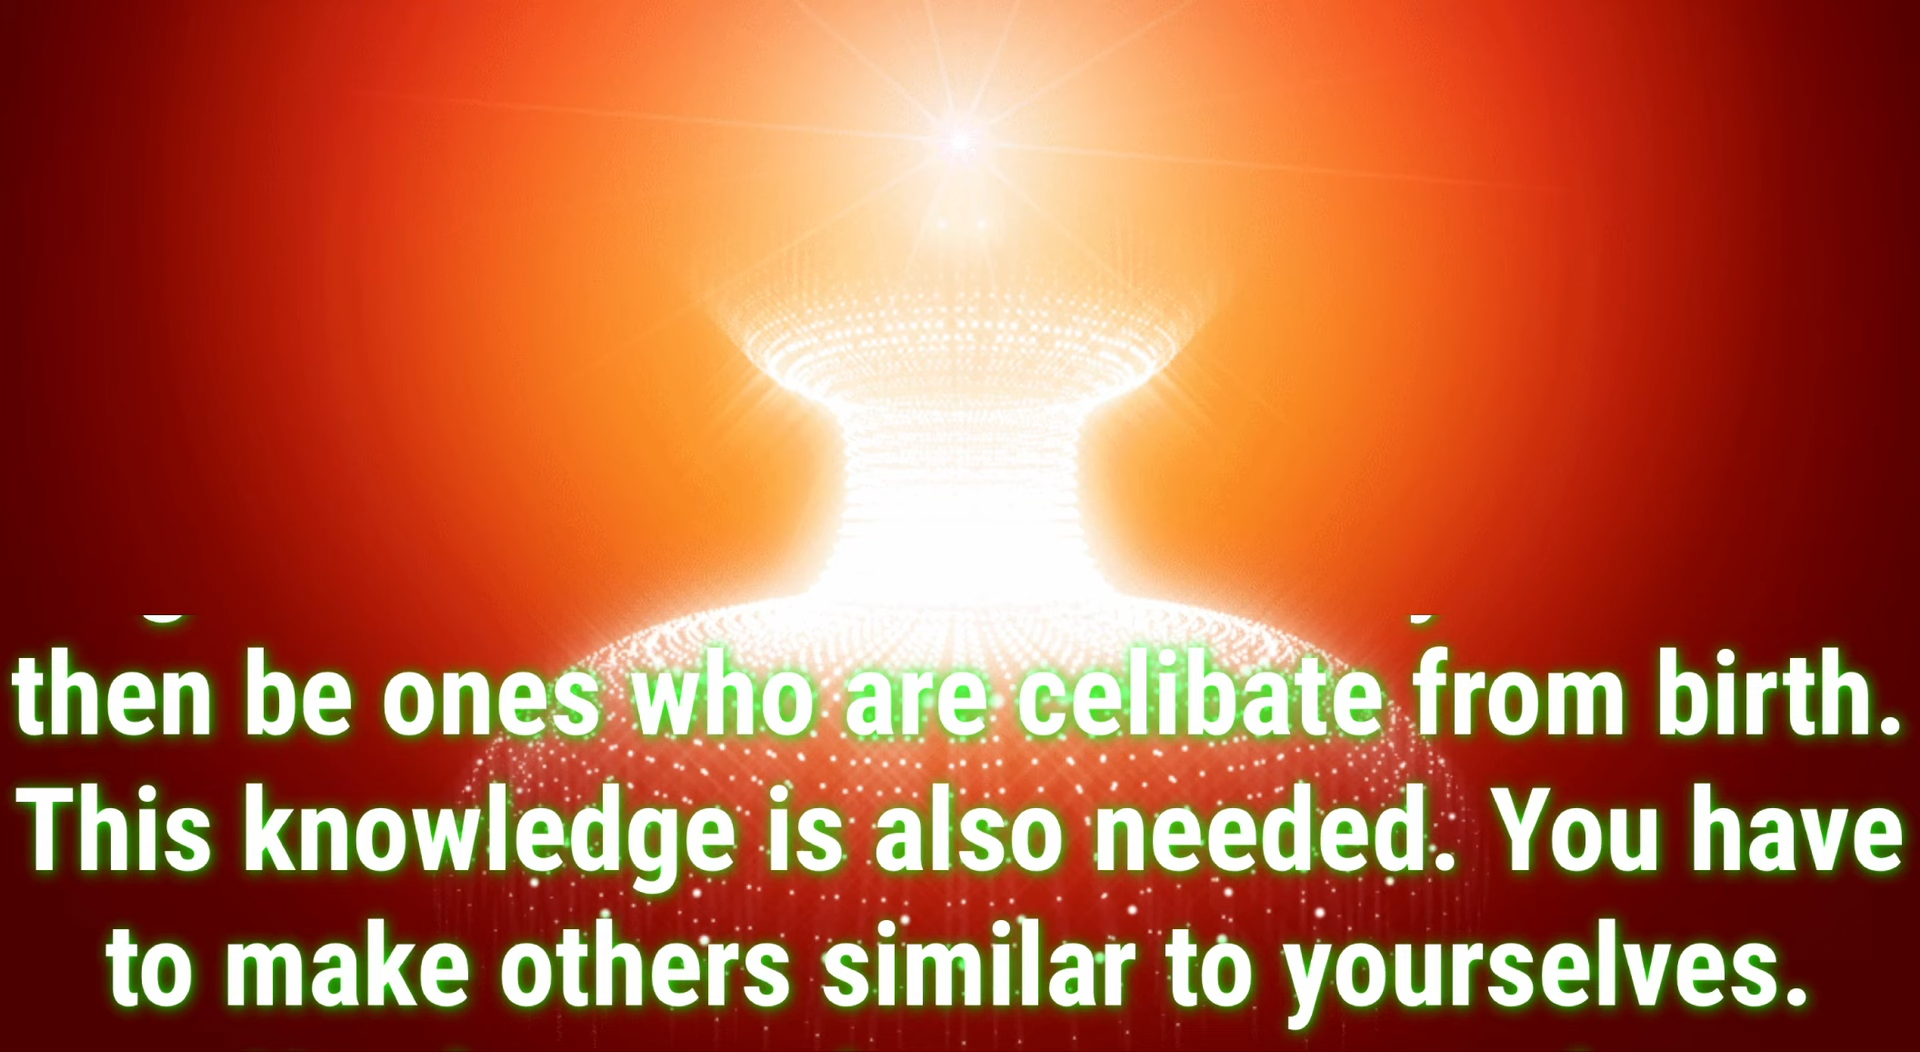 then be ones who are celibate from birth.
This knowledge is also needed. You have
to make others similar to yourselves.